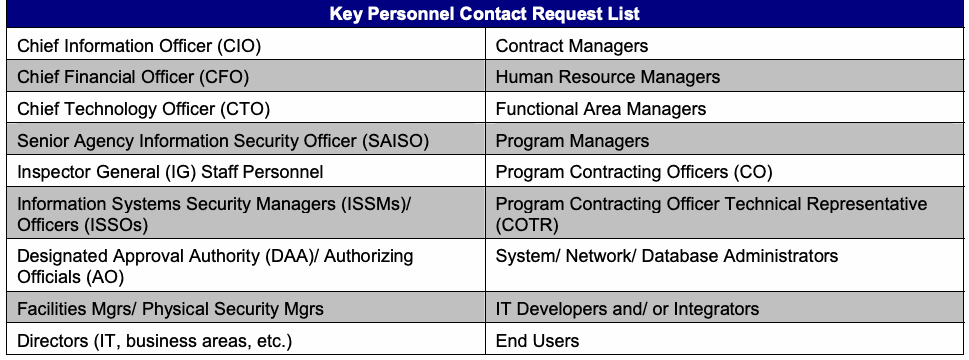 Key Personnel Contact Request List
Chief Information Officer (CIO)
Contract Managers
Chief Financial Officer (CFO)
Human Resource Managers
Chief Technology Officer (CTO)
Functional Area Managers
Senior Agency Information Security Officer (SAISO)
Program Managers
Inspector General (IG) Staff Personnel
Program Contracting Officers (CO)
Information Systems Security Managers (ISSMs)/
Officers (ISSOs)
Program Contracting Officer Technical Representative
(COTR)
Designated Approval Authority (DAA)/ Authorizing
Officials (AO)
System/ Network/ Database Administrators
Facilities Mgrs/ Physical Security Mgrs
IT Developers and/ or Integrators
Directors (IT, business areas, etc.)
End Users